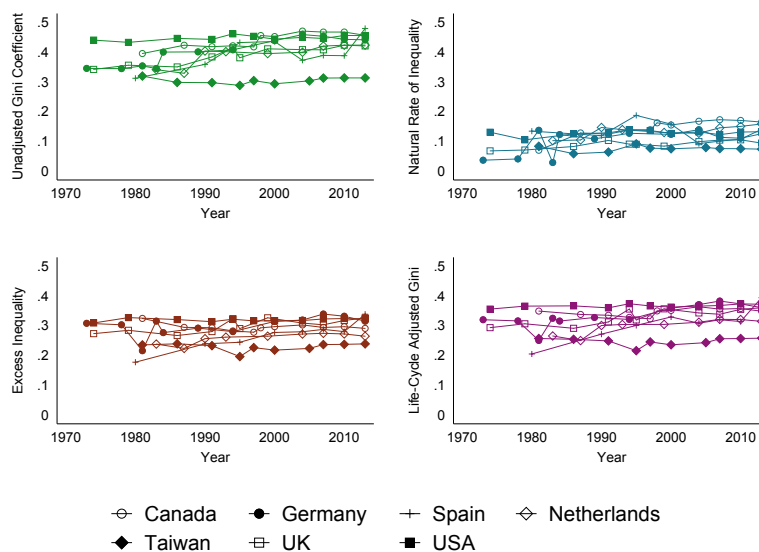 Unadjusted Gini Coefficient
.5
.4
.3
.2
.1
0
1970 1980 1990 2000 2010
Year
Natural Rate of Inequality
.5
.4
.3
.2
.1
0
1970 1980 1990 2000 2010
Year
Excess Inequality
.5
.4
.3
.2
.1
0
1970 1980 1990 2000 2010
Year
Life-Cycle Adjusted Gini
.5
.4
.3
.2
.1
0
1970 1980 1990 2000 2010
Year
Canada Germany Spain Netherlands
Taiwan UK USA